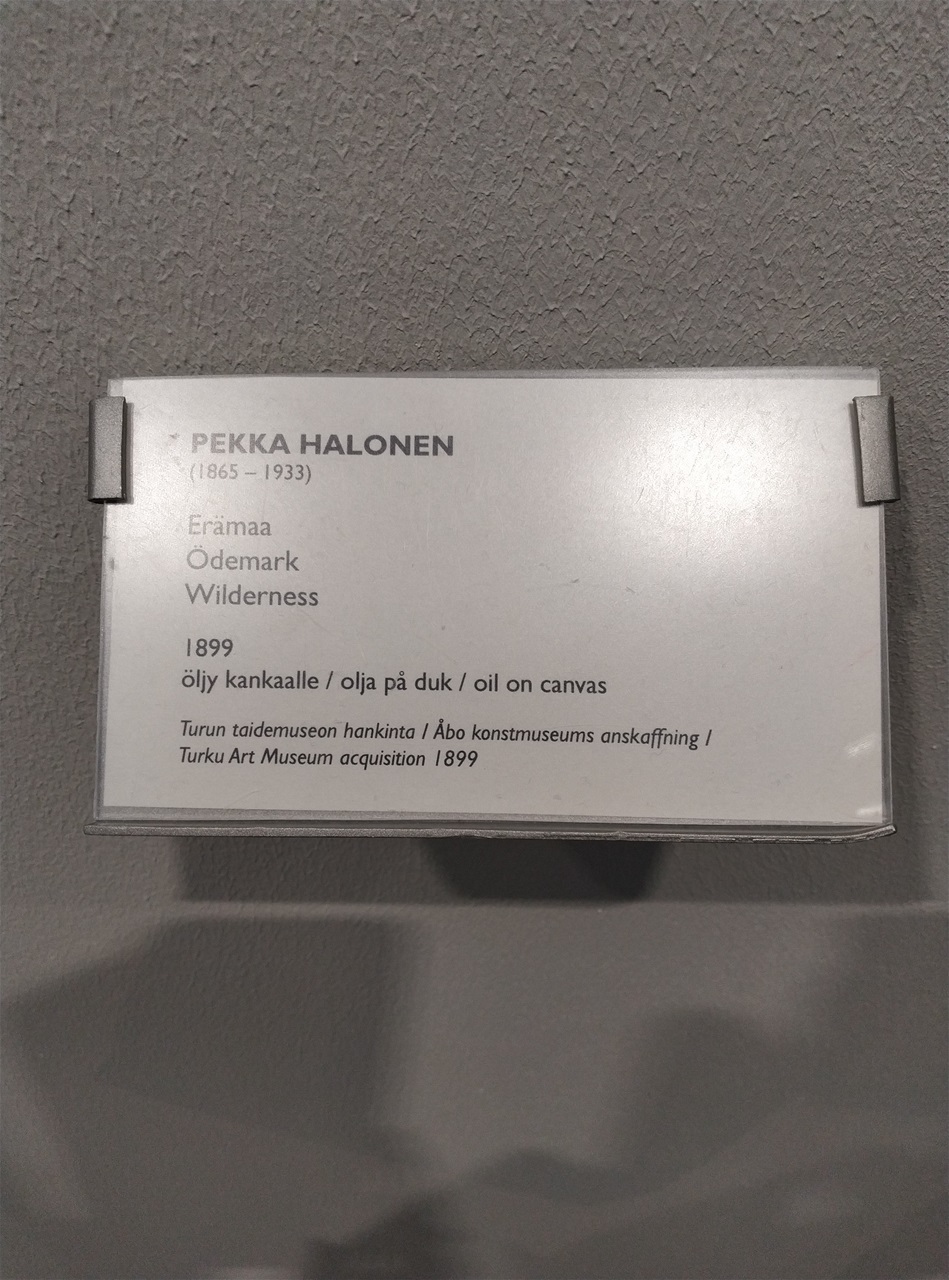 PEKKA HALONEN
(1865 – 1933)
Erämaa
Ödemark
Wilderness
1899
öljy kankaalle / olja på duk / oil on canvas
Turun taidemuseon hankinta / Åbo konstmuseums anskaffning /
Turku Art Museum acquisition 1899